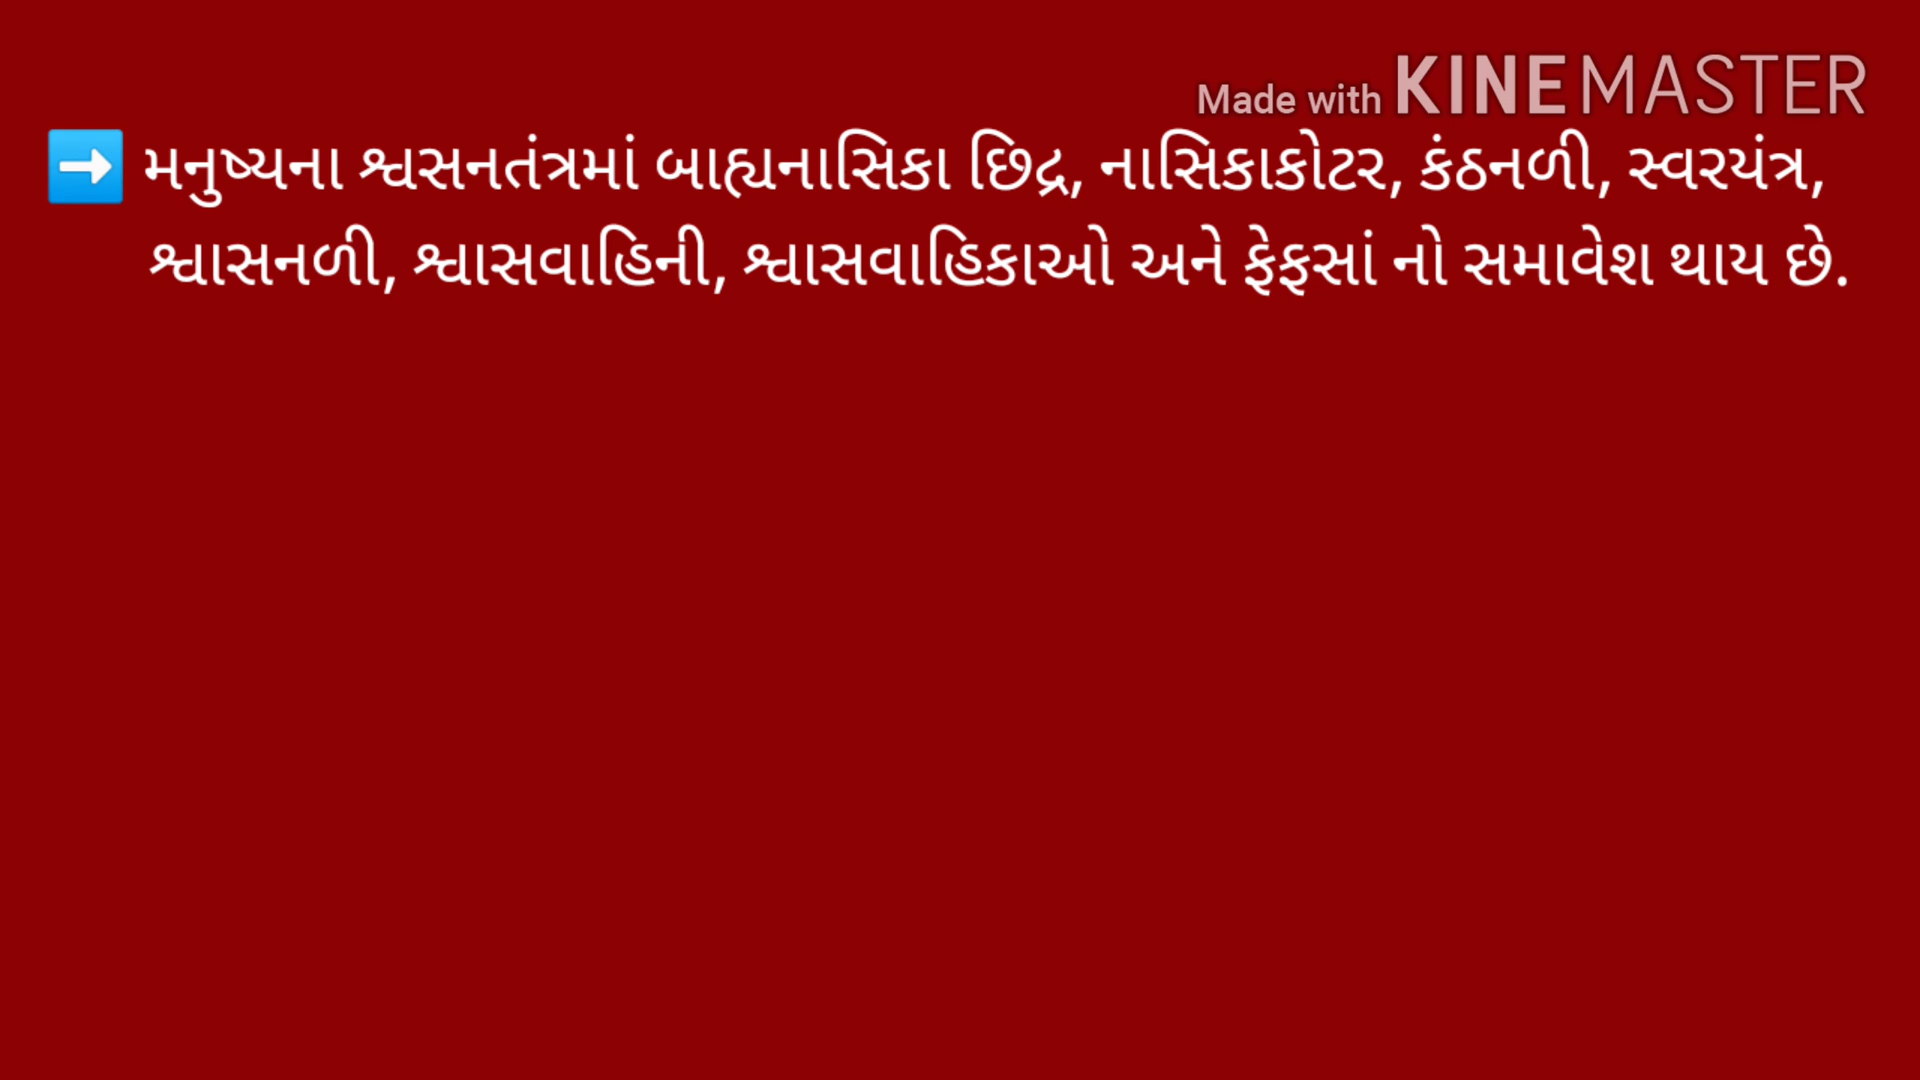 Made with KINEMASTER
➡ મનુષ્યના શ્વસનતંત્રમાં બાહ્યનાસિકા છિદ્ર, નાસિકાકોટર, કંઠનળી, સ્વરયંત્ર,
શ્વાસનળી, શ્વાસવાહિની, શ્વાસવાહિકાઓ અને ફેફસાં નો સમાવેશ થાય છે.